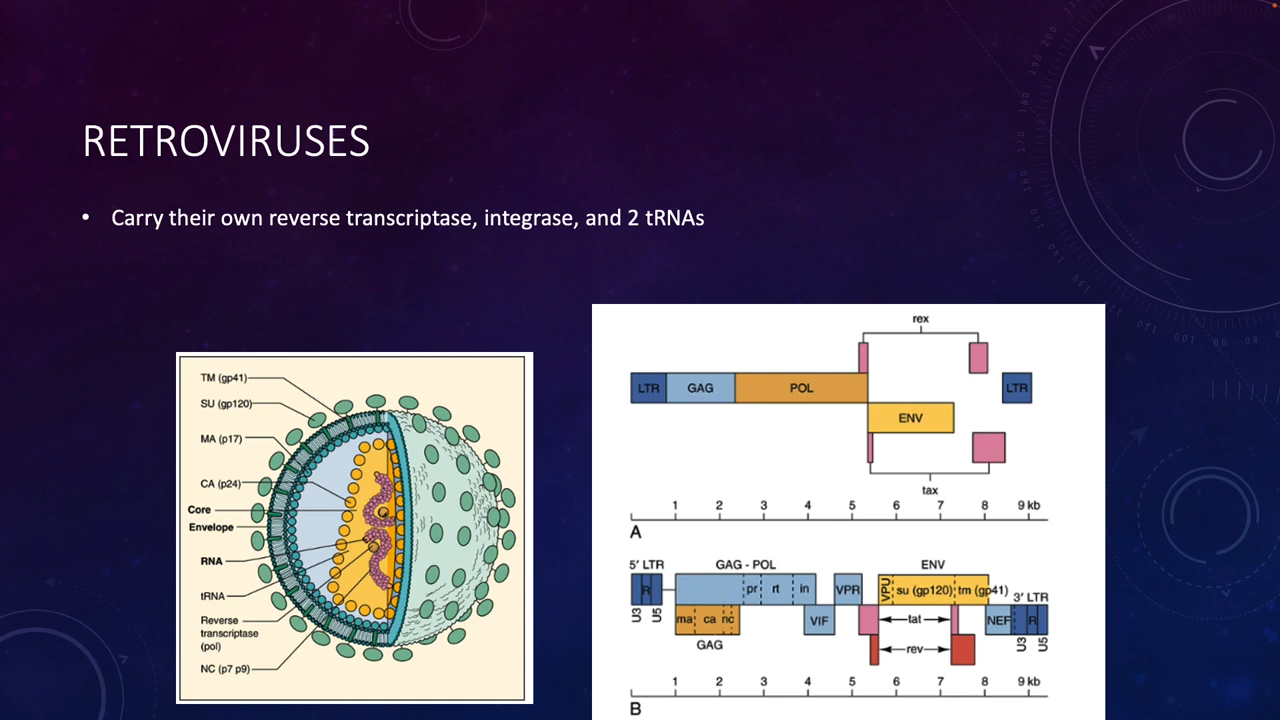 RETROVIRUSES
• Carry their own reverse transcriptase, integrase, and 2 tRNAs
TM (gp41)
SU (gp120)
MA (p17)
CA (p24)
Core
Envelope
RNA
tRNA
Reverse
transcriptase
(pol)
NC (p7 p9)
rex
LTR GAG POL LTR
ENV
tax
1 2 3 4 5 6 7 8 9 kb
A
5′ LTR GAG - POL ENV
R pr rt in VPR VPU su (gp120) tm (gp41) 3′ LTR
U3 U5 ma ca nc VIF tat NEF R
GAG rev U3 U5
1 2 3 4 5 6 7 8 9 kb
B